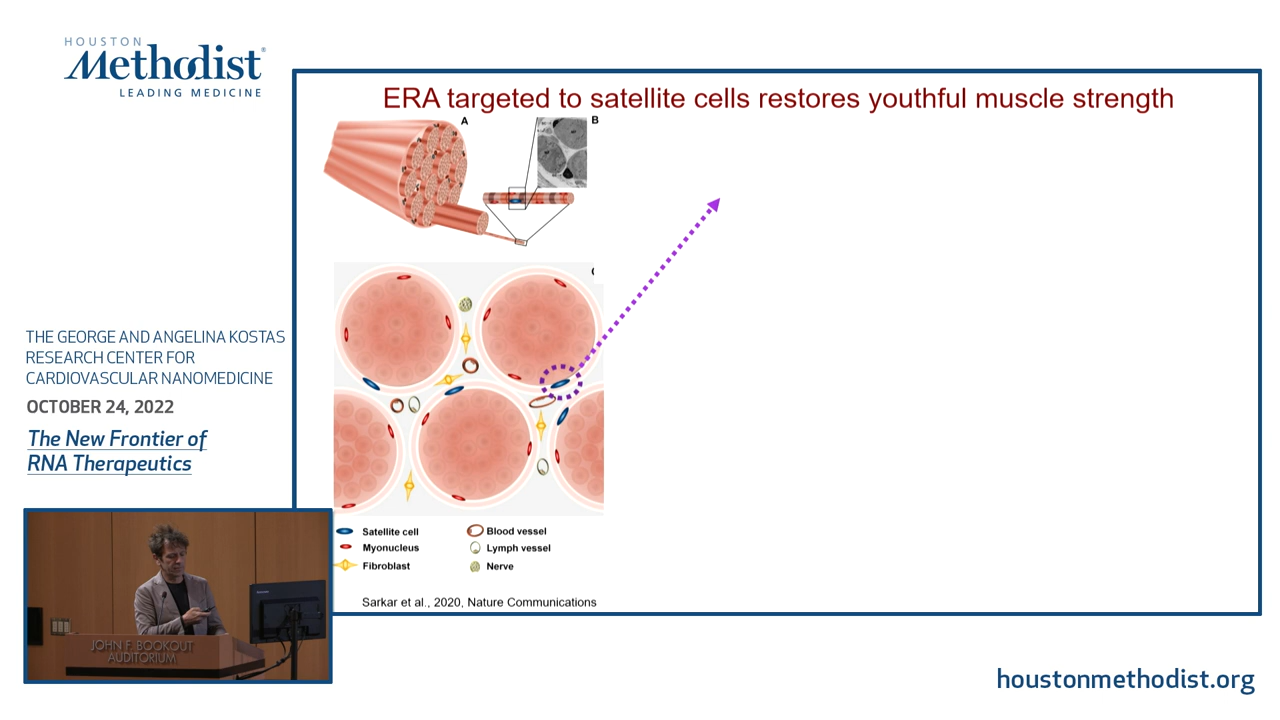 HOUSTON
Methodist®
LEADING MEDICINE
ERA targeted to satellite cells restores youthful muscle strength
A
B
C
THE GEORGE AND ANGELINA KOSTAS
RESEARCH CENTER FOR
CARDIOVASCULAR NANOMEDICINE
OCTOBER 24, 2022
The New Frontier of
RNA Therapeutics
Satellite cell
Blood vessel
Myonucleus
Lymph vessel
Fibroblast
Nerve
Sarkar et al., 2020, Nature Communications
JOHN F. BOOKOUT
AUDITORIUM
houstonmethodist.org